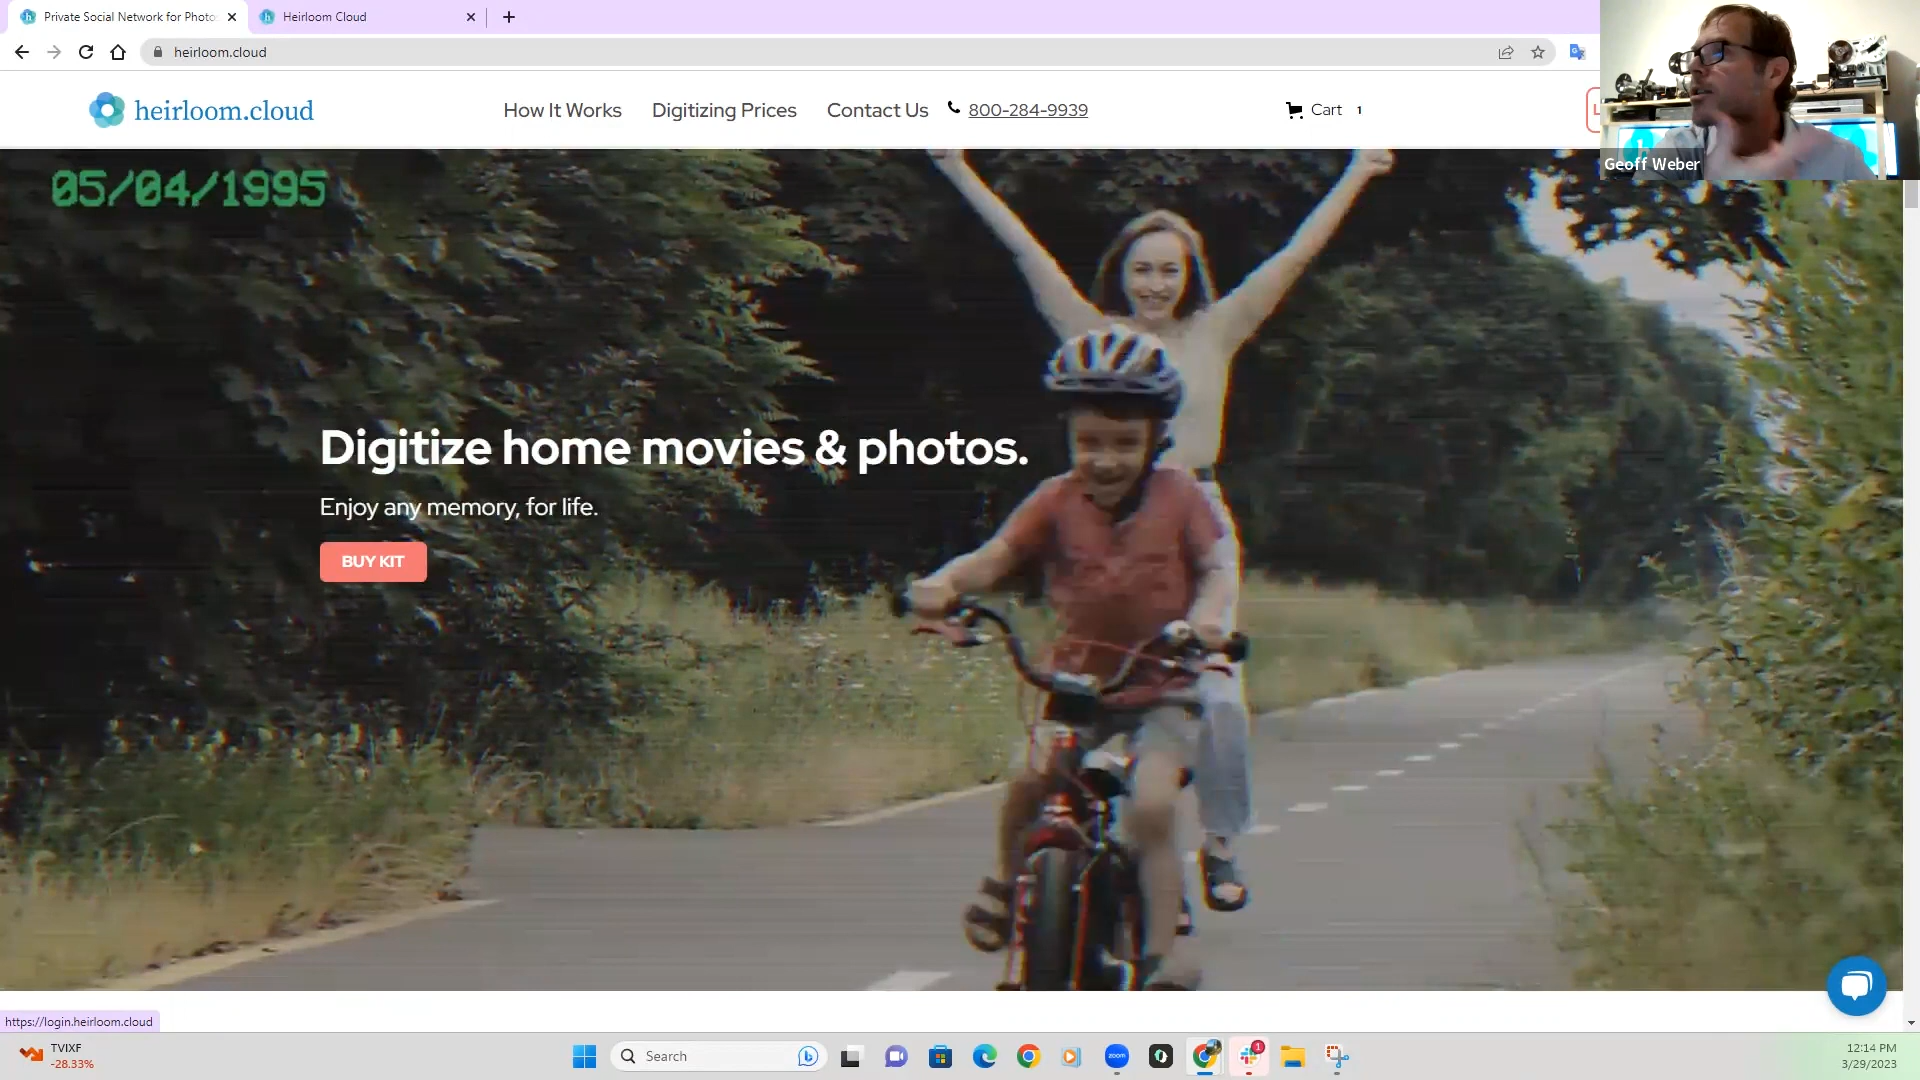 Private Social Network for Photo
Heirloom Cloud
heirloom.cloud
heirloom.cloud
How It Works
Digitizing Prices
Contact Us
800-284-9939
Cart 1
Geoff Weber
05/04/1995
Digitize home movies & photos.
Enjoy any memory, for life.
BUY KIT
https://login.heirloom.cloud
TVIXF
-28.33%
Search
zoom
1
12:14 PM
3/29/2023